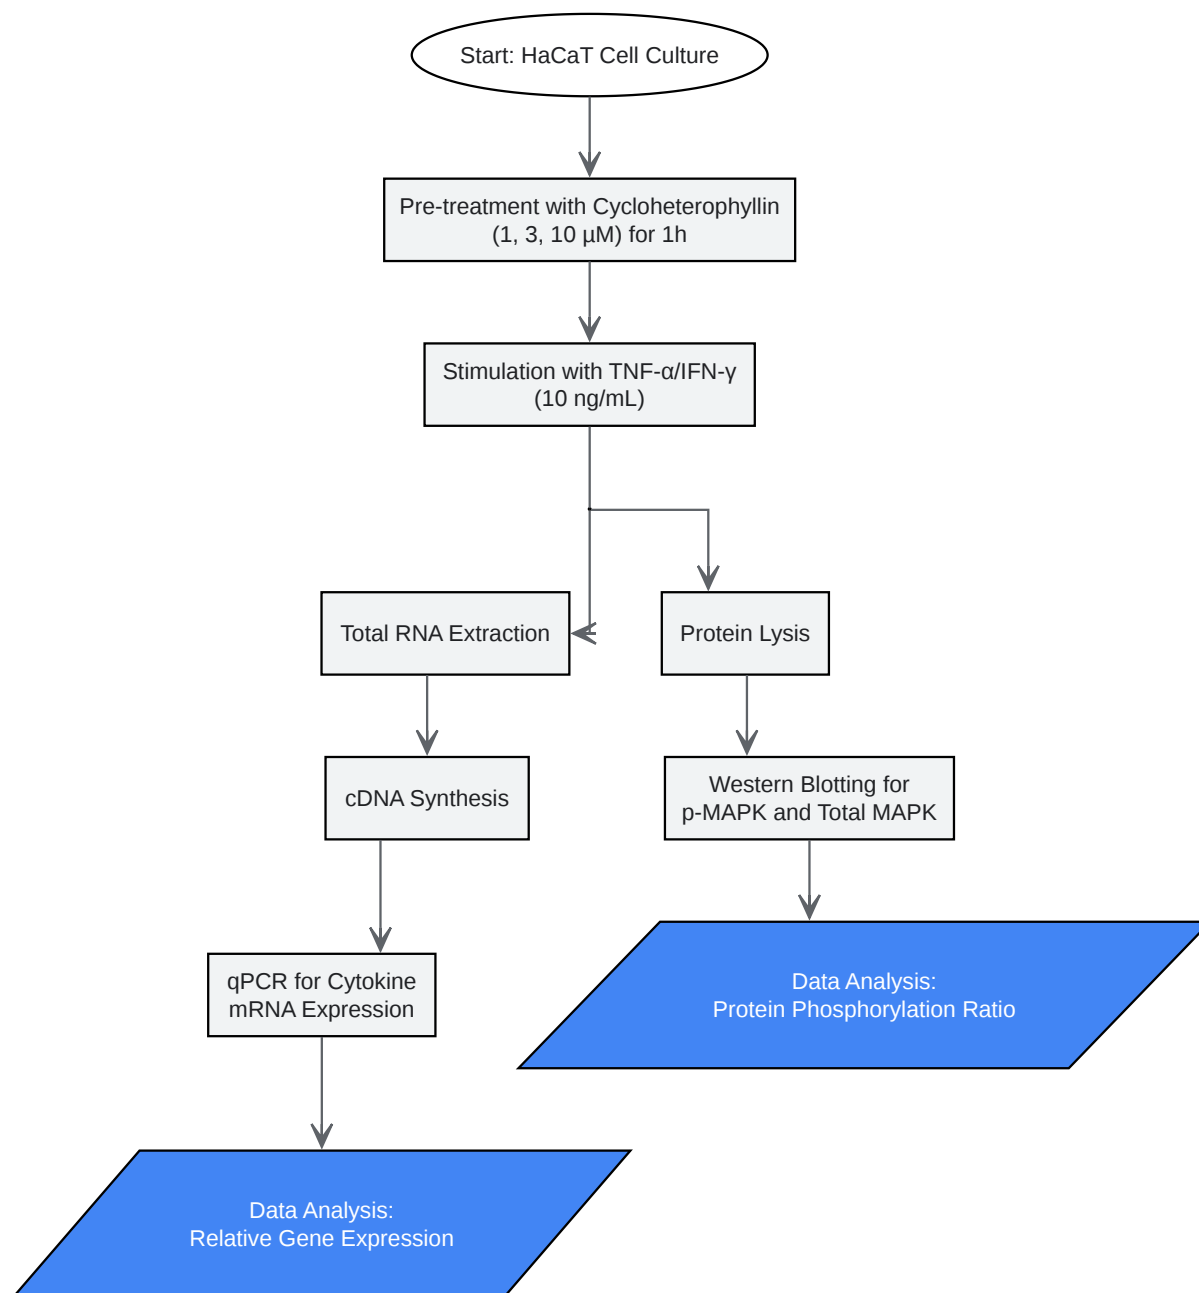 Start: HaCaT Cell Culture
Pre-treatment with Cycloheterophyllin
(1, 3, 10 µM) for 1h
Stimulation with TNF-α/IFN-γ
(10 ng/mL)
Total RNA Extraction
Protein Lysis
cDNA Synthesis
Western Blotting for
p-MAPK and Total MAPK
qPCR for Cytokine
mRNA Expression
Data Analysis:
Protein Phosphorylation Ratio
Data Analysis:
Relative Gene Expression